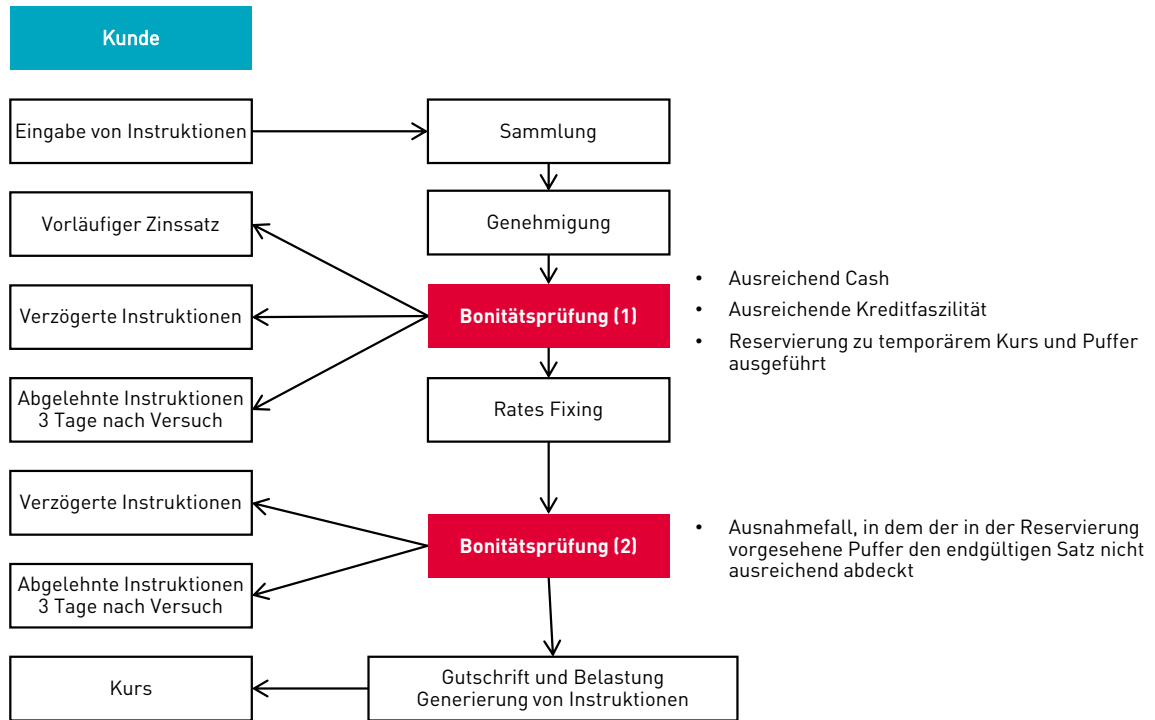 Kunde
Eingabe von Instruktionen
Sammlung
Vorläufiger Zinssatz
Genehmigung
Verzögerte Instruktionen
Bonitätsprüfung (1)
• Ausreichend Cash
• Ausreichende Kreditfaszilität
• Reservierung zu temporärem Kurs und Puffer
ausgeführt
Abgelehnte Instruktionen
3 Tage nach Versuch
Rates Fixing
Verzögerte Instruktionen
Bonitätsprüfung (2)
• Ausnahmefall, in dem der in der Reservierung
vorgesehene Puffer den endgültigen Satz nicht
ausreichend abdeckt
Abgelehnte Instruktionen
3 Tage nach Versuch
Kurs
Gutschrift und Belastung
Generierung von Instruktionen